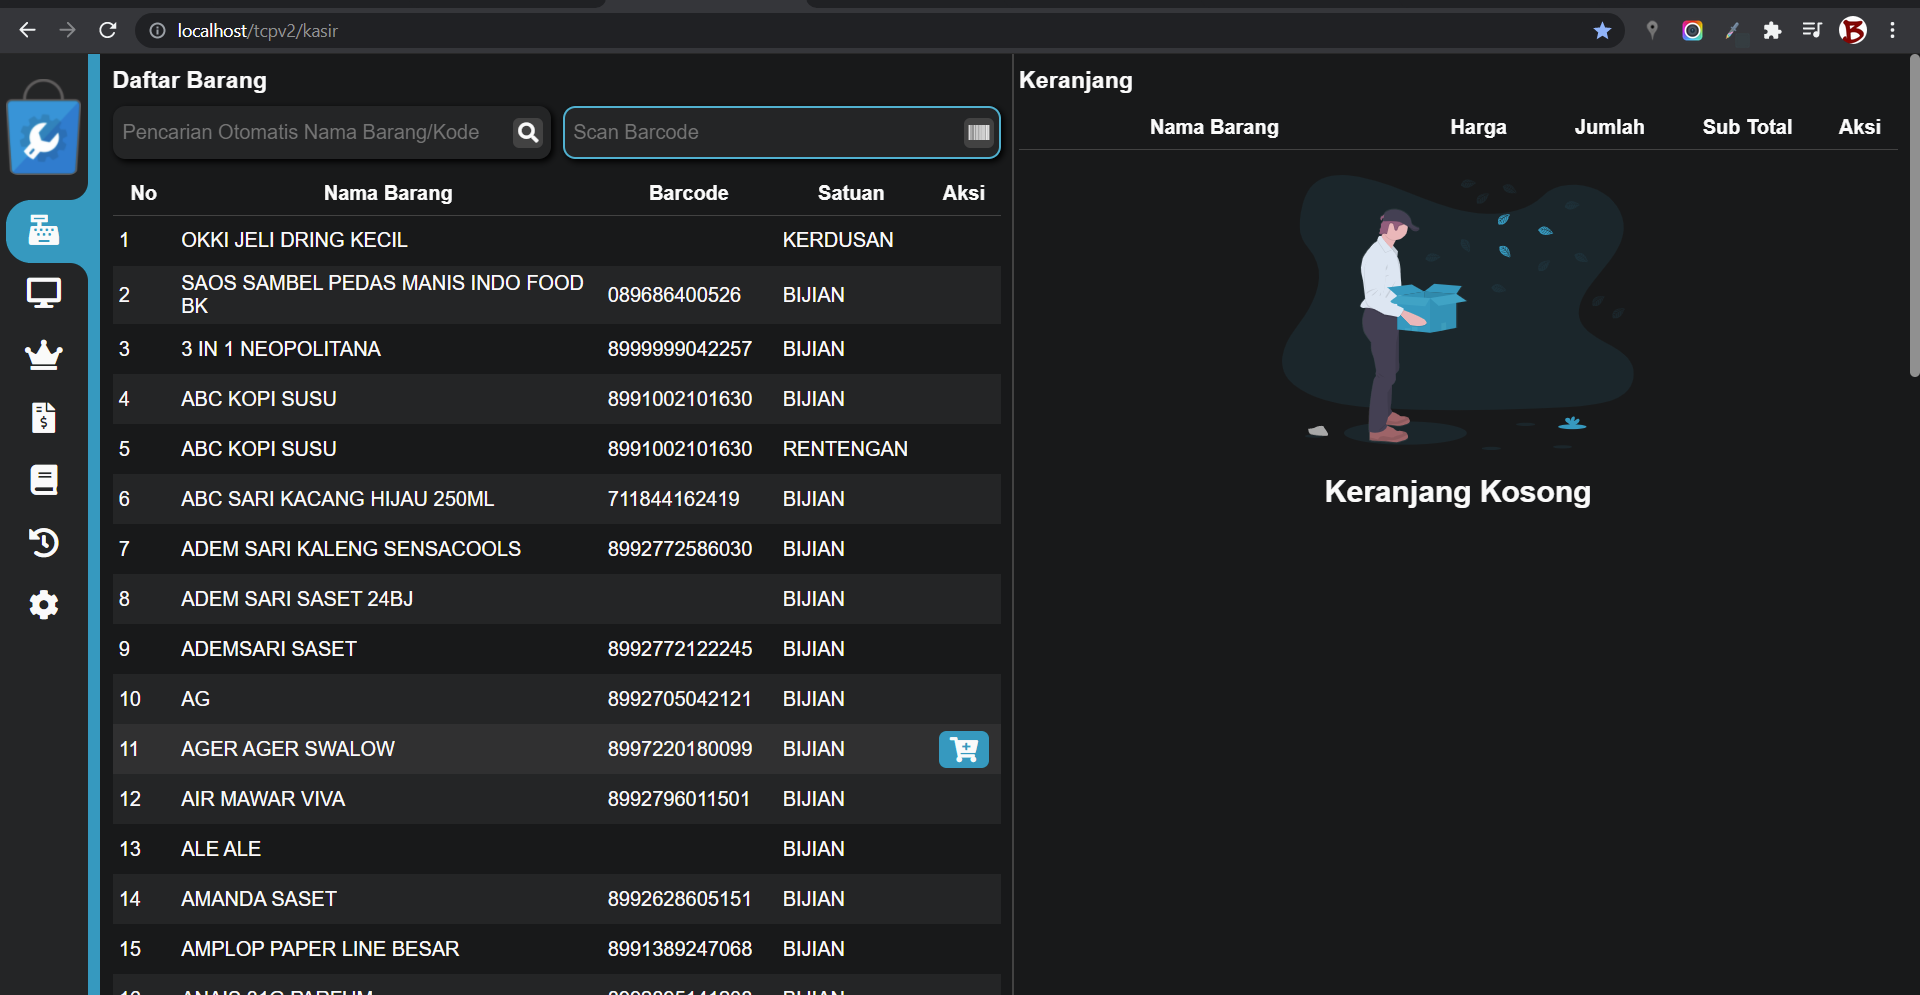 localhost/tcpv2/kasir
Daftar Barang
Pencarian Otomatis Nama Barang/Kode
Scan Barcode
No Nama Barang Barcode Satuan Aksi
1 OKKI JELI DRING KECIL KERDUSAN
2 SAOS SAMBEL PEDAS MANIS INDO FOOD BK 089686400526 BIJIAN
3 3 IN 1 NEOPOLITANA 8999999042257 BIJIAN
4 ABC KOPI SUSU 8991002101630 BIJIAN
5 ABC KOPI SUSU 8991002101630 RENTENGAN
6 ABC SARI KACANG HIJAU 250ML 711844162419 BIJIAN
7 ADEM SARI KALENG SENSACOOLS 8992772586030 BIJIAN
8 ADEM SARI SASET 24BJ BIJIAN
9 ADEMSARI SASET 8992772122245 BIJIAN
10 AG 8992705042121 BIJIAN
11 AGER AGER SWALOW 8997220180099 BIJIAN
12 AIR MAWAR VIVA 8992796011501 BIJIAN
13 ALE ALE BIJIAN
14 AMANDA SASET 8992628605151 BIJIAN
15 AMPLOP PAPER LINE BESAR 8991389247068 BIJIAN
Keranjang
Nama Barang Harga Jumlah Sub Total Aksi
Keranjang Kosong